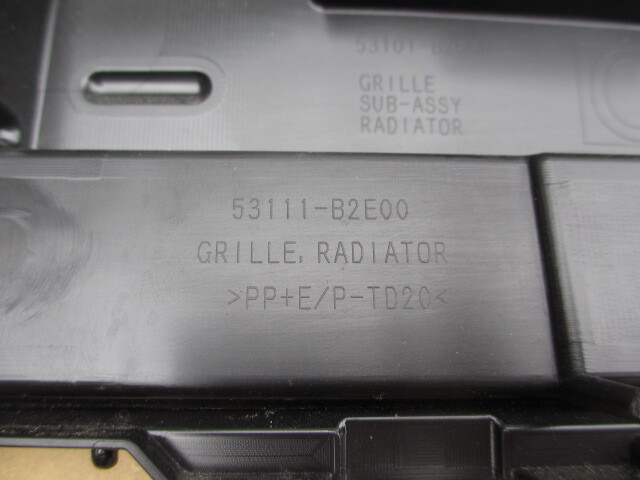 GRILLE
SUB-ASSY
RADIATOR
53111-B2E00
GRILLE, RADIATOR
>PP+E/P-TD20<